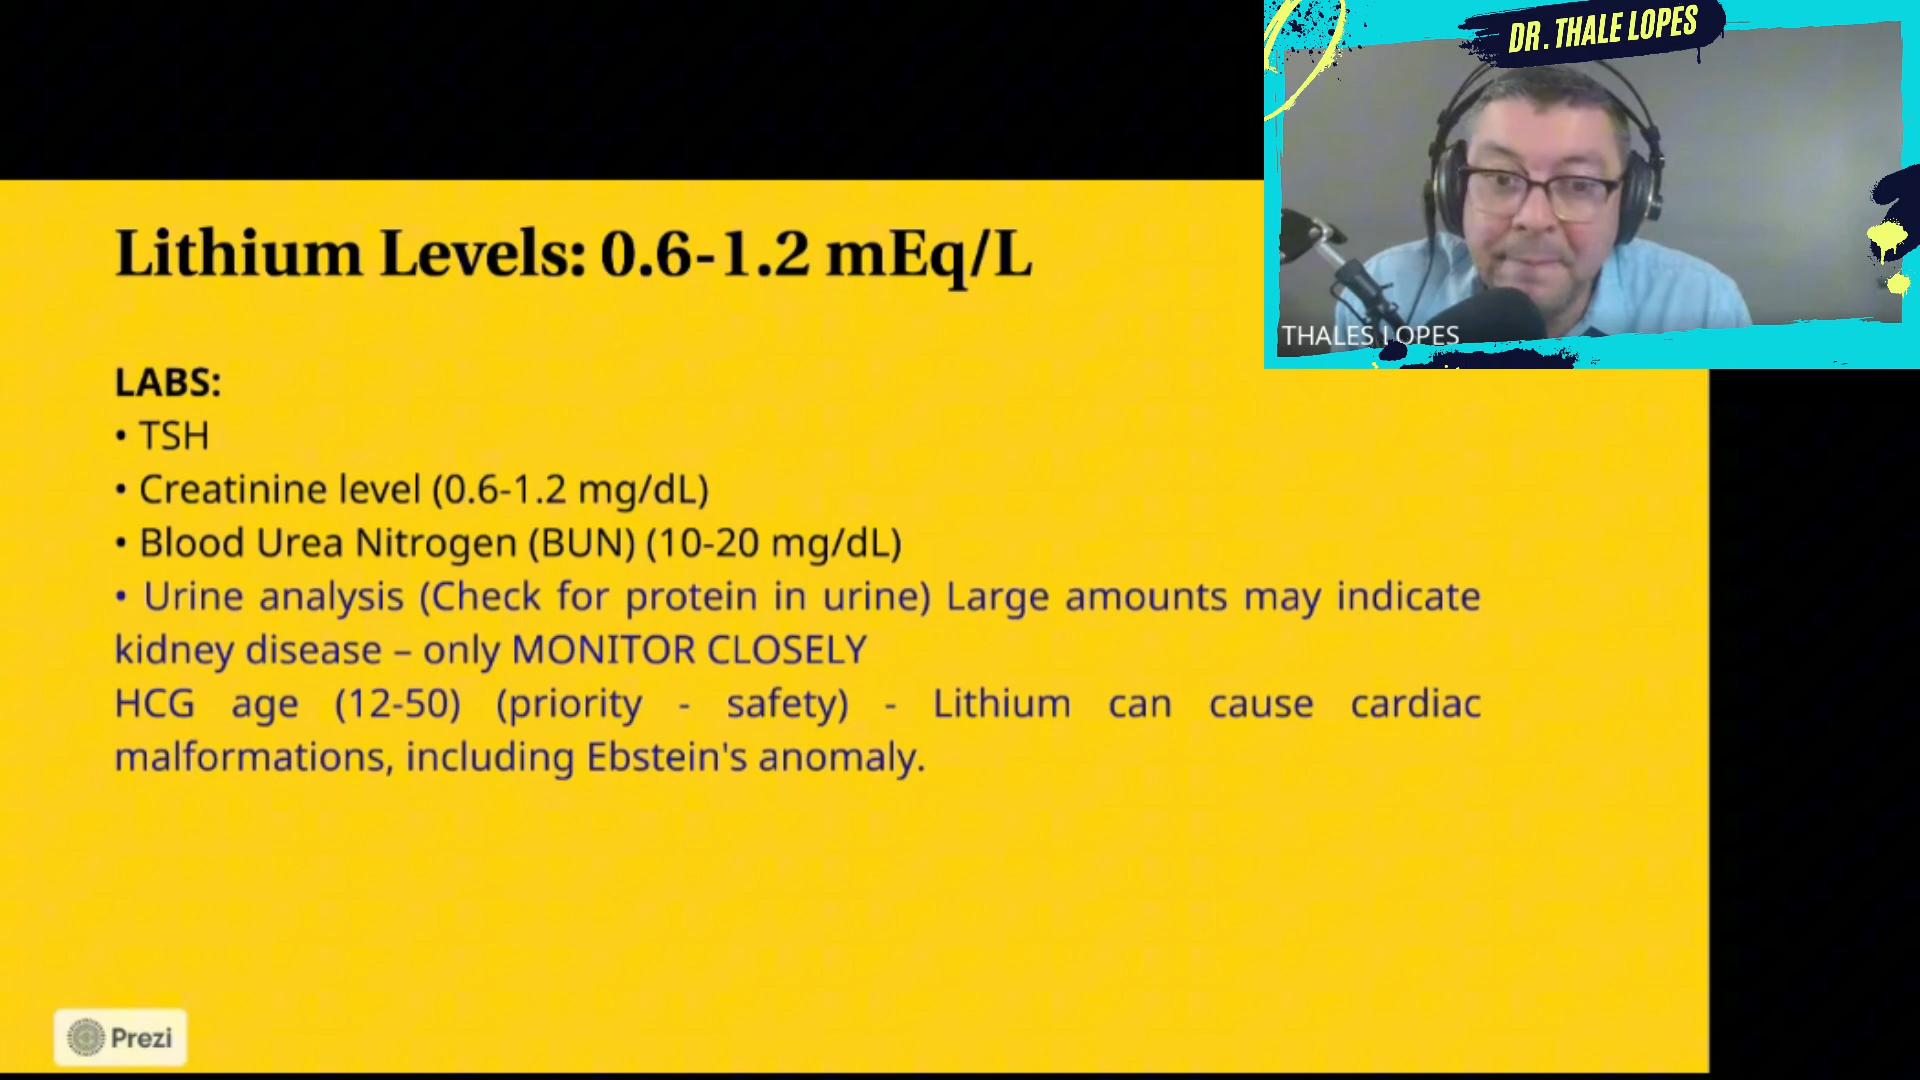 DR. THALE LOPES
THALES LOPES
Lithium Levels: 0.6-1.2 mEq/L
LABS:
• TSH
• Creatinine level (0.6-1.2 mg/dL)
• Blood Urea Nitrogen (BUN) (10-20 mg/dL)
• Urine analysis (Check for protein in urine) Large amounts may indicate
kidney disease – only MONITOR CLOSELY
HCG age (12-50) (priority - safety) - Lithium can cause cardiac
malformations, including Ebstein's anomaly.
Prezi